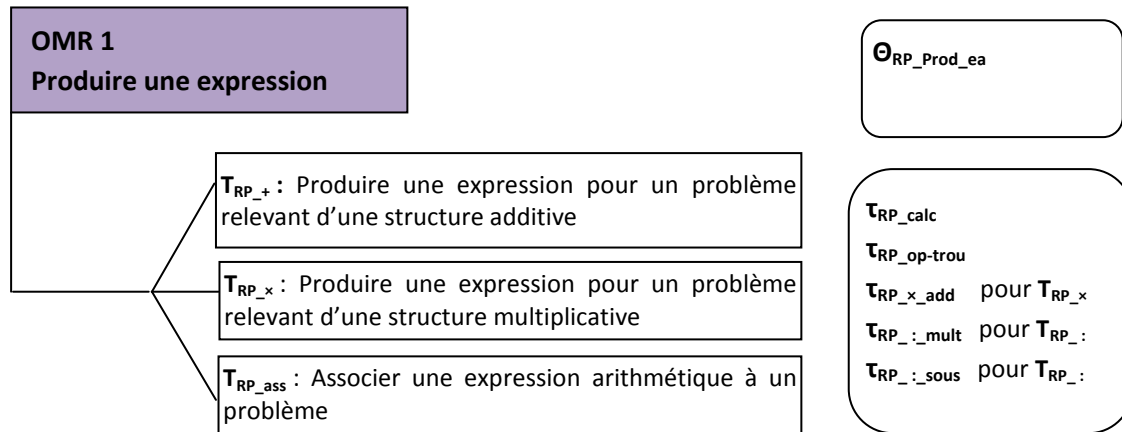 OMR 1
Produire une expression
Θ_RP_Prod_ea
T_RP_+ : Produire une expression pour un problème
relevant d’une structure additive
T_RP_× : Produire une expression pour un problème
relevant d’une structure multiplicative
T_RP_ass : Associer une expression arithmétique à un
problème
τ_RP_calc
τ_RP_op-trou
τ_RP_×_add pour T_RP_×
τ_RP_ :_mult pour T_RP_ :
τ_RP_ :_sous pour T_RP_ :